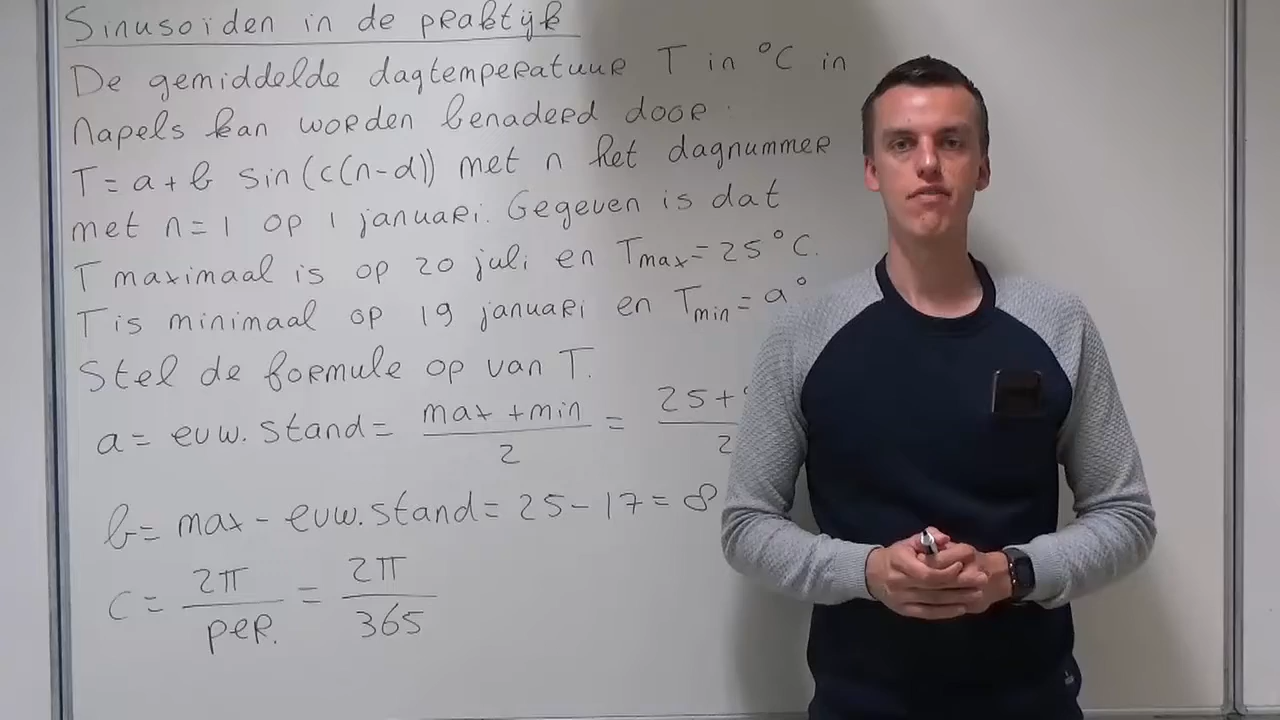 Sinusoïden in de praktijk
De gemiddelde dagtemperatuur T in °C in
Napels kan worden benaderd door
T = a + b sin(c(n-d)) met n het dagnummer
met n = 1 op 1 januari. Gegeven is dat
T maximaal is op 20 juli en Tmax = 25°C.
T is minimaal op 19 januari en Tmin = 9°
Stel de formule op van T.
a = evw. stand = max + min / 2 = 25 + / 2
b = max - evw. stand = 25 - 17 = 8
c = 2π / per. = 2π / 365